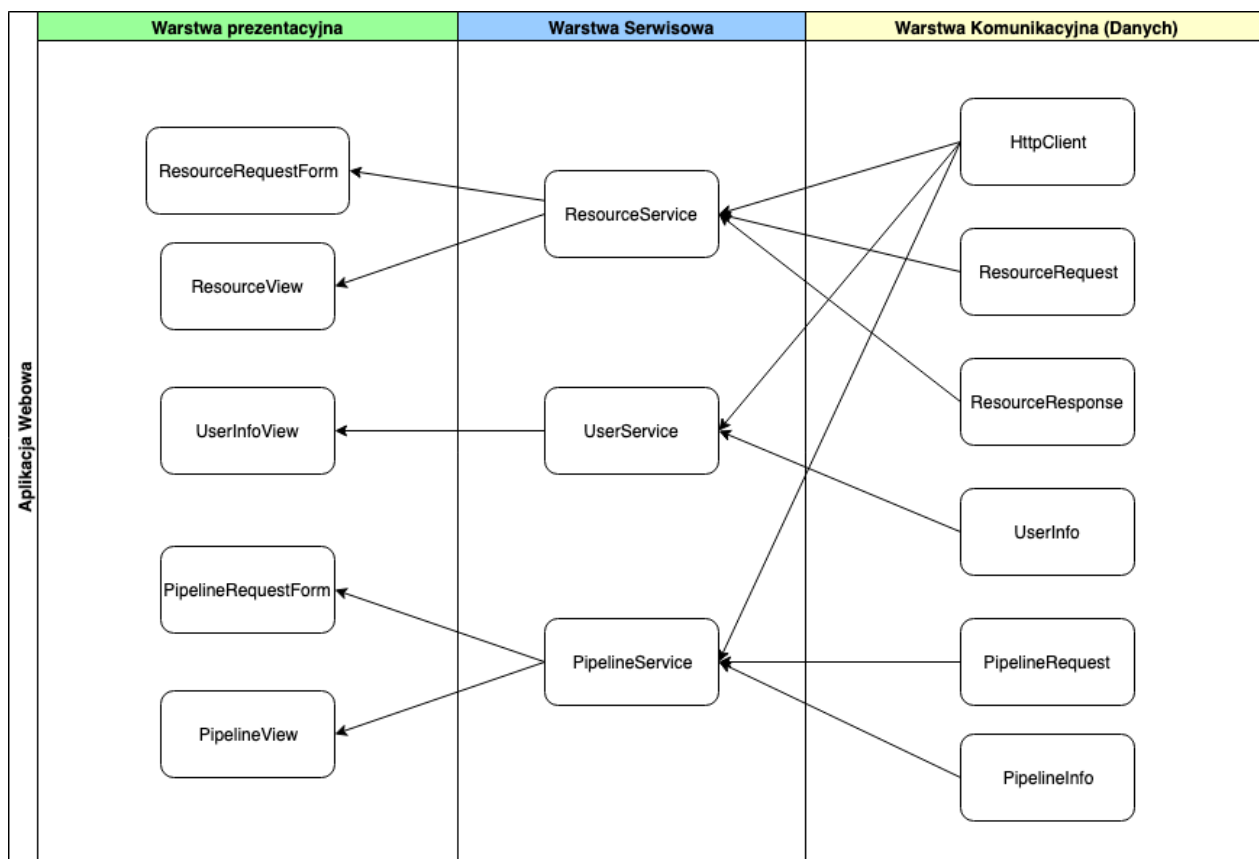 Warstwa prezentacyjna
Warstwa Serwisowa
Warstwa Komunikacyjna (Danych)
Aplikacja Webowa
ResourceRequestForm
ResourceView
UserInfoView
PipelineRequestForm
PipelineView
ResourceService
UserService
PipelineService
HttpClient
ResourceRequest
ResourceResponse
UserInfo
PipelineRequest
PipelineInfo